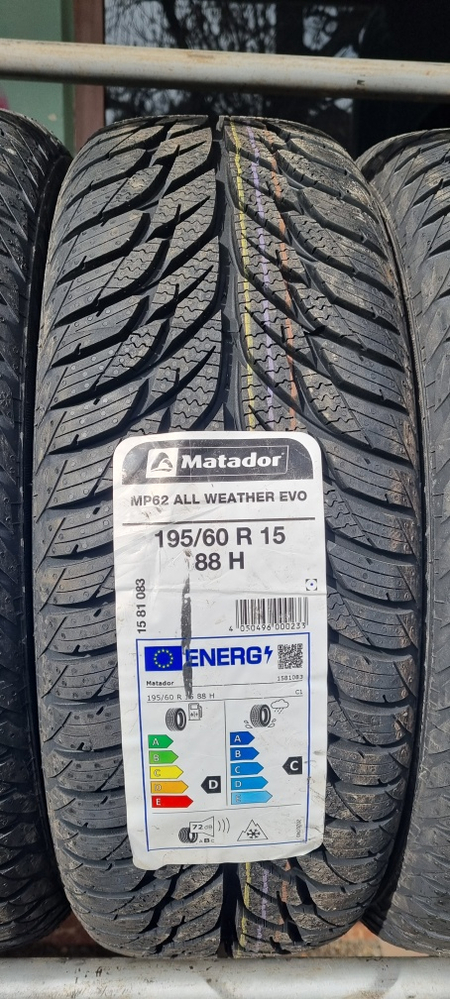 Matador
MP62 ALL WEATHER EVO
195/60 R 15
88 H
15 81 083
4 050496 000233
ENERG
Matador 1581083
195/60 R 15 88 H C1
A A
B B
C C C
D D D
E E
72 dB
A B C